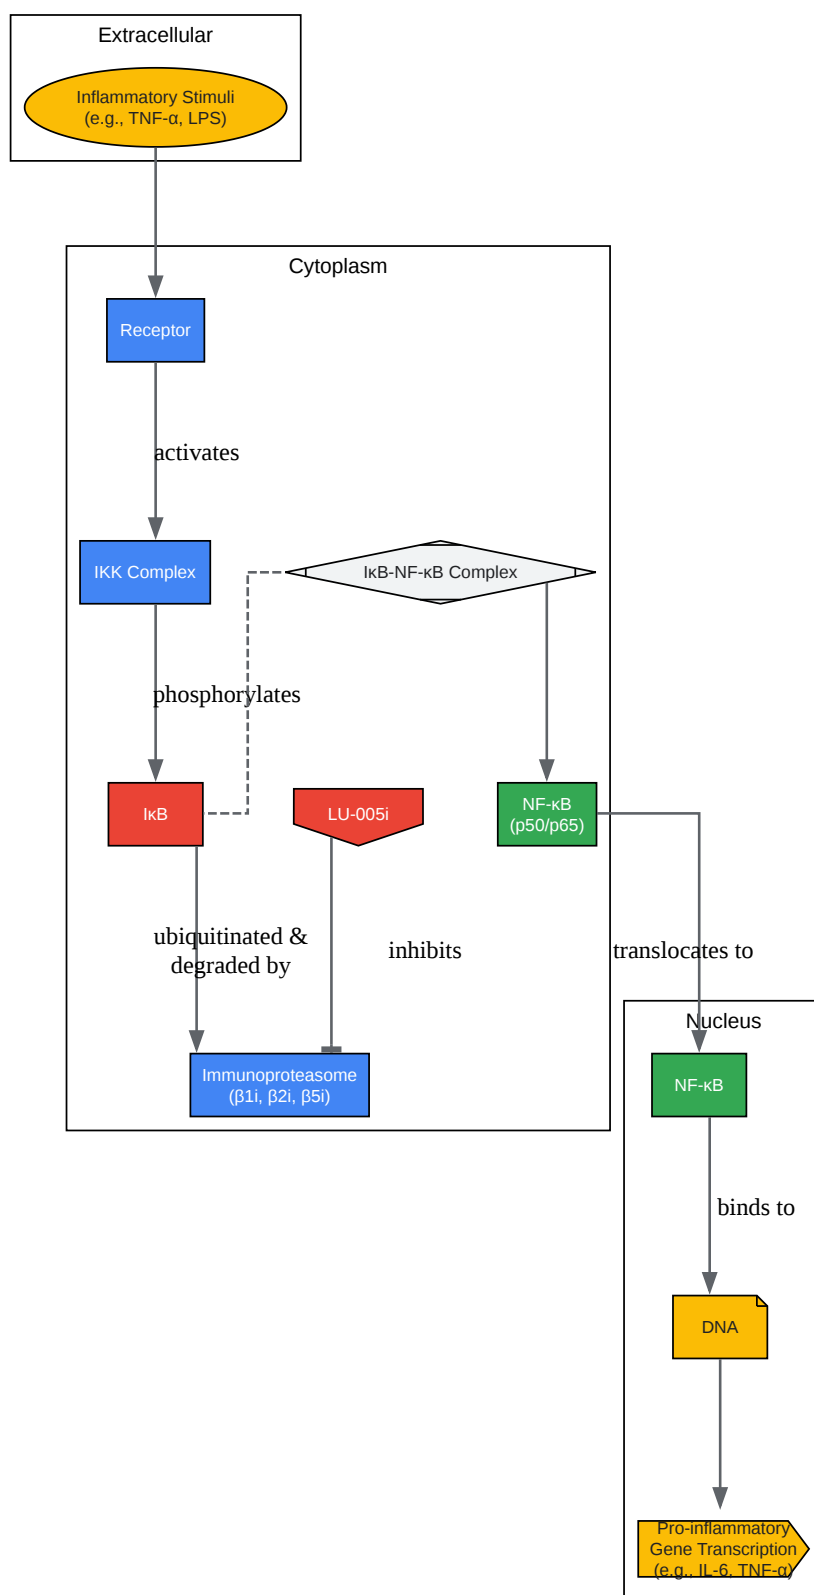 Extracellular
Inflammatory Stimuli
(e.g., TNF-α, LPS)
Cytoplasm
Receptor
activates
IKK Complex
IκB-NF-κB Complex
phosphorylates
IκB
LU-005i
NF-κB
(p50/p65)
ubiquitinated &
degraded by
inhibits
translocates to
Nucleus
Immunoproteasome
(β1i, β2i, β5i)
NF-κB
binds to
DNA
Pro-inflammatory
Gene Transcription
(e.g., IL-6, TNF-α)